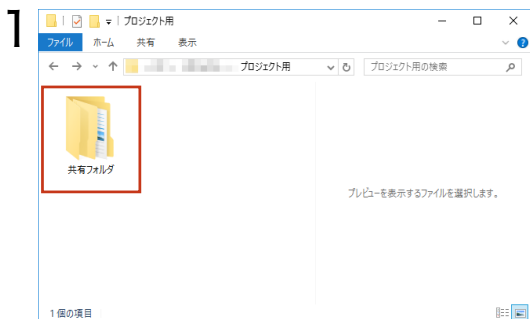 1
プロジェクト用
ファイル ホーム 共有 表示
プロジェクト用 プロジェクト用の検索
共有フォルダ
プレビューを表示するファイルを選択します。
1 個の項目